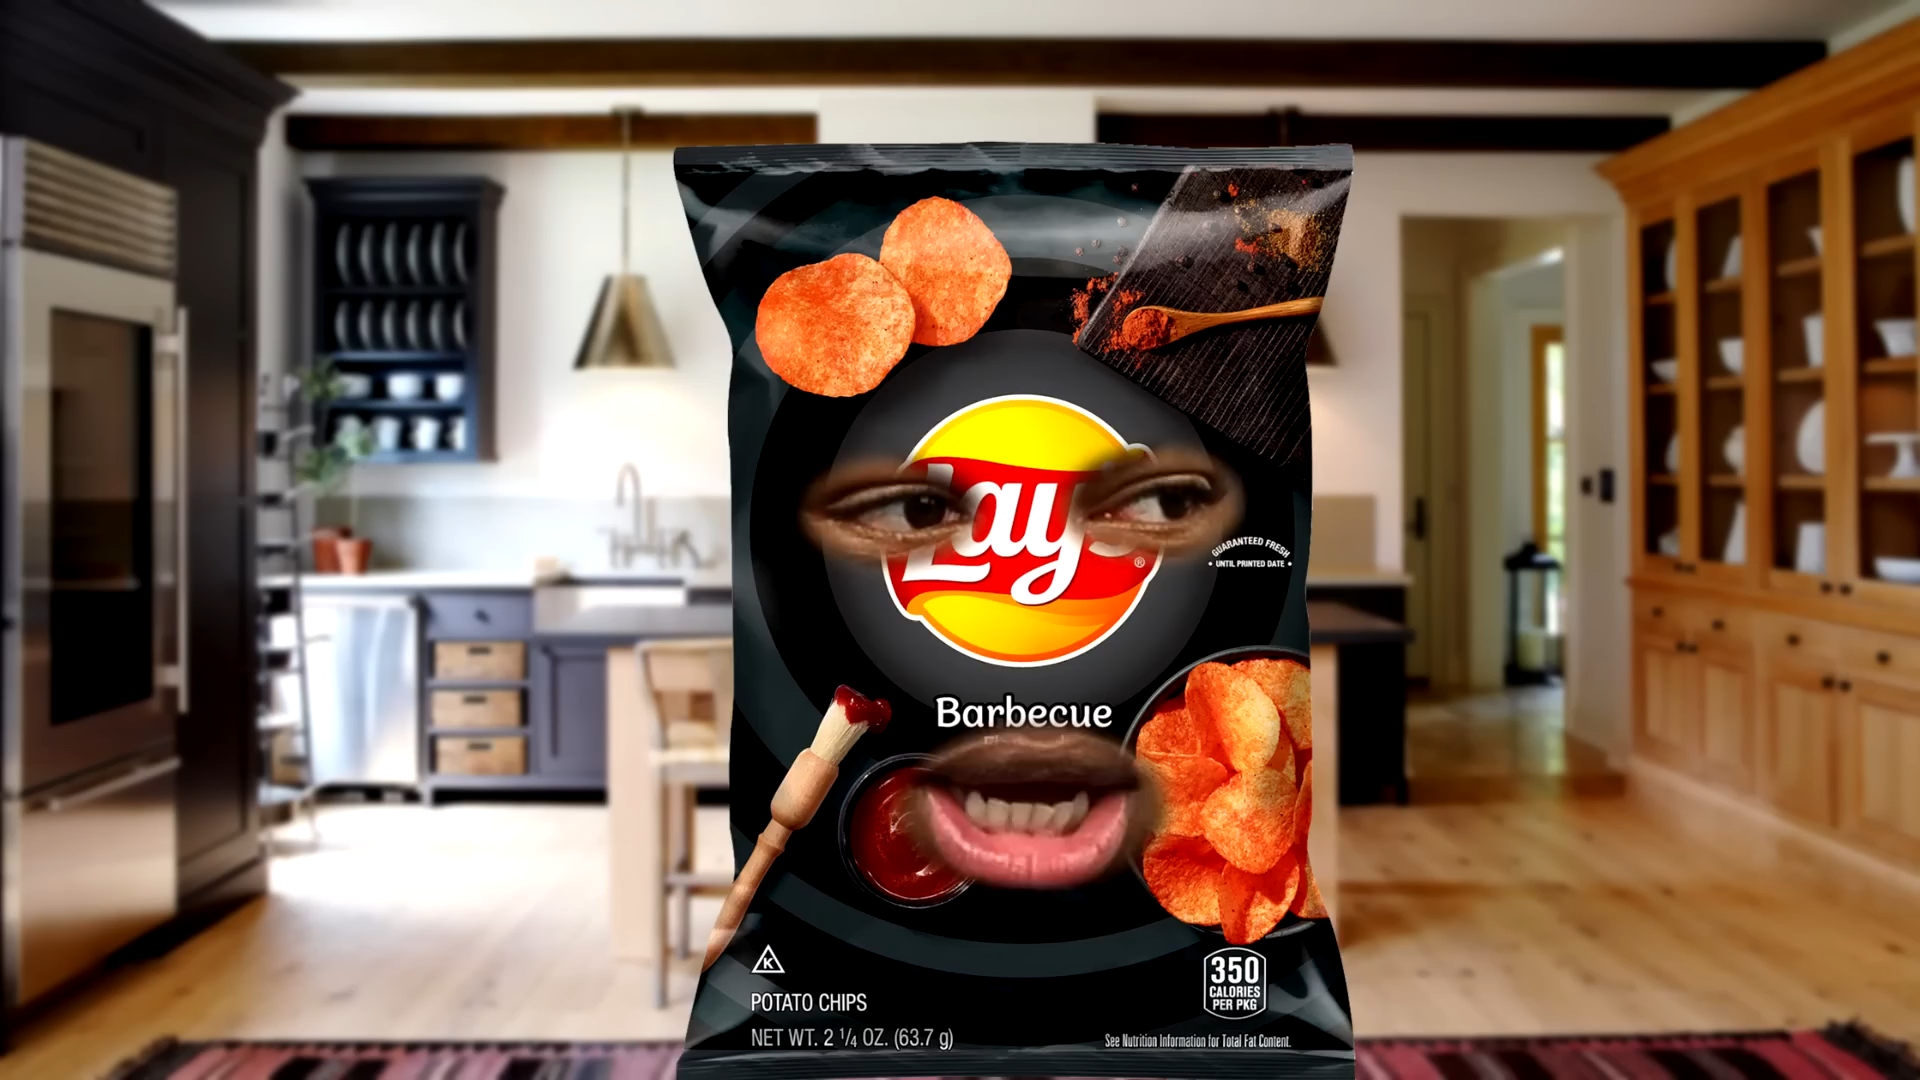 Lay's
®
GUARANTEED FRESH
• UNTIL PRINTED DATE •
Barbecue
K
350
CALORIES
PER PKG
POTATO CHIPS
NET WT. 2 1/4 OZ. (63.7 g)
See Nutrition Information for Total Fat Content.